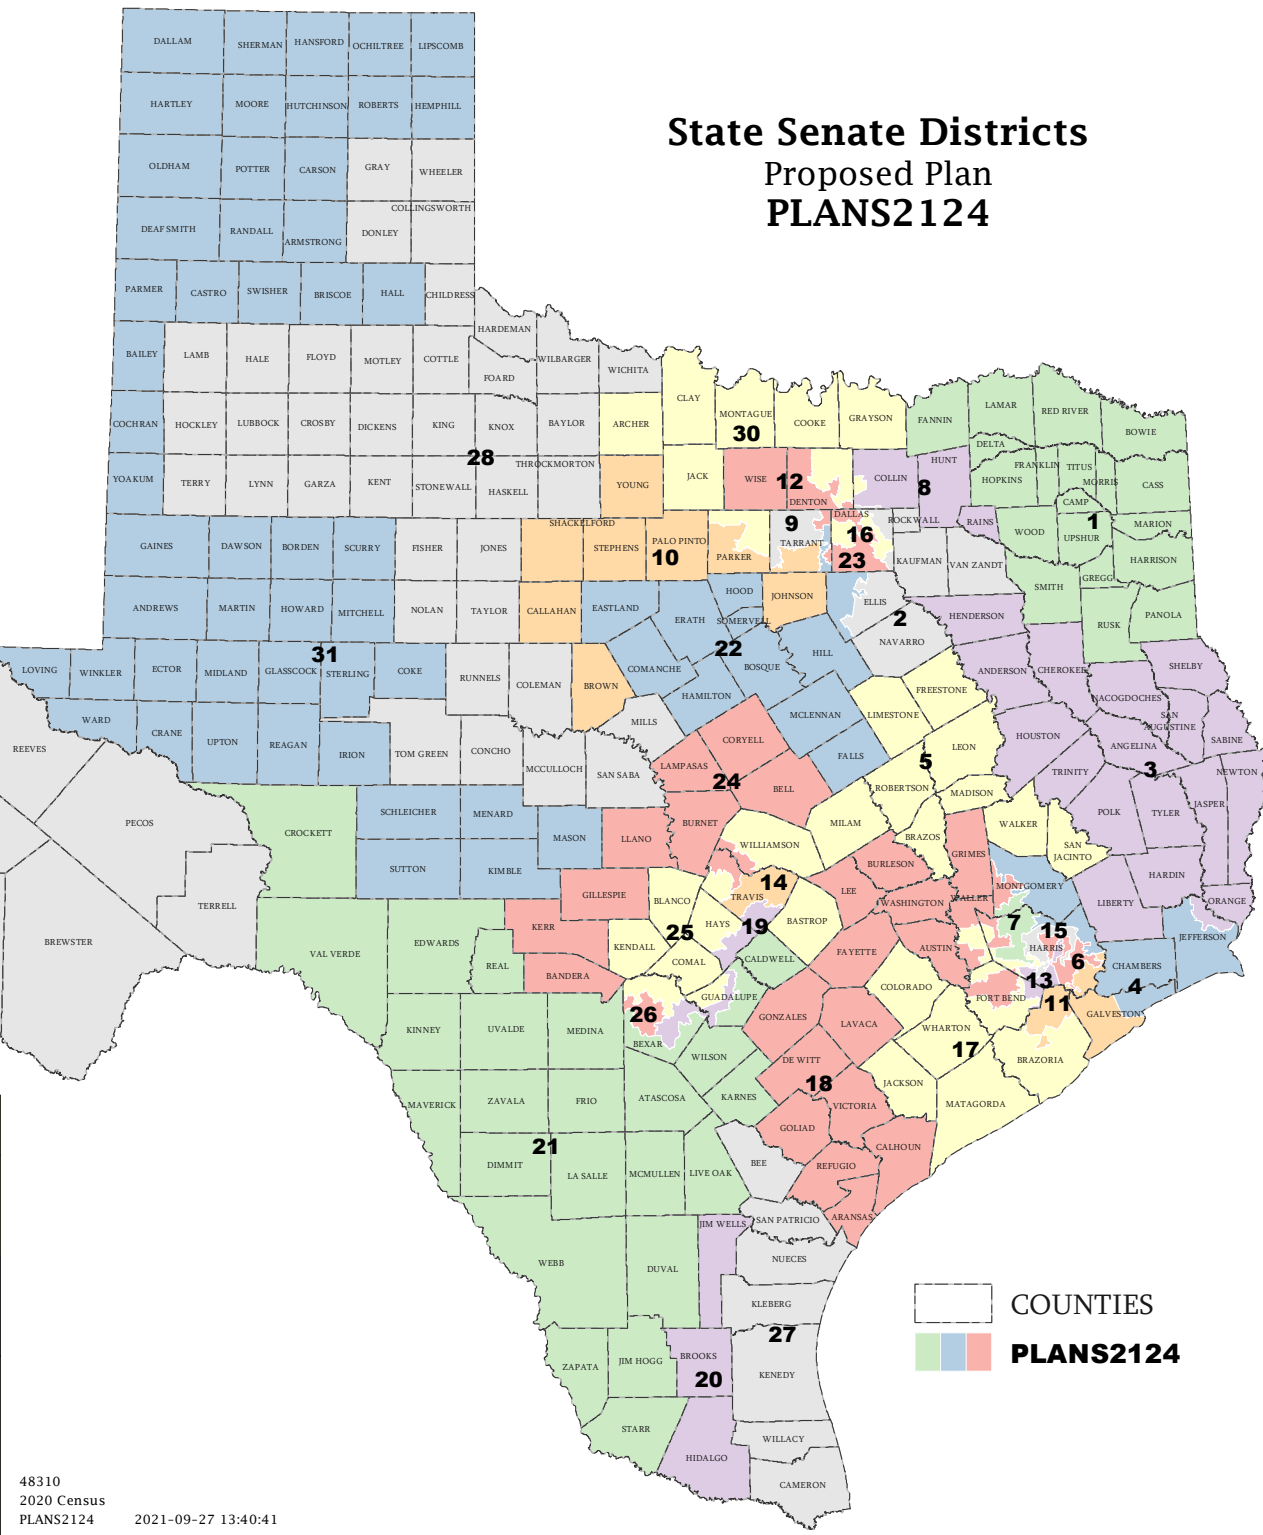 State Senate Districts
Proposed Plan
PLANS2124
DALLAM
SHERMAN
HANSFORD
OCHILTREE
LIPSCOMB
HARTLEY
MOORE
HUTCHINSON
ROBERTS
HEMPHILL
OLDHAM
POTTER
CARSON
GRAY
WHEELER
DEAF SMITH
RANDALL
ARMSTRONG
DONLEY
COLLINGSWORTH
PARMER
CASTRO
SWISHER
BRISCOE
HALL
CHILDRESS
BAILEY
LAMB
HALE
FLOYD
MOTLEY
COTTLE
HARDEMAN
FOARD
WILBARGER
WICHITA
CLAY
MONTAGUE
30
COOKE
GRAYSON
FANNIN
LAMAR
RED RIVER
BOWIE
COCHRAN
HOCKLEY
LUBBOCK
CROSBY
DICKENS
KING
KNOX
BAYLOR
ARCHER
28
THROCKMORTON
YOAKUM
TERRY
LYNN
GARZA
KENT
STONEWALL
HASKELL
YOUNG
JACK
WISE
12
DENTON
COLLIN
8
HUNT
DELTA
HOPKINS
FRANKLIN
TITUS
MORRIS
CASS
CAMP
GAINES
DAWSON
BORDEN
SCURRY
FISHER
JONES
SHACKELFORD
STEPHENS
PALO PINTO
10
PARKER
9
TARRANT
DALLAS
16
23
ROCKWALL
RAINS
WOOD
1
UPSHUR
MARION
HARRISON
KAUFMAN
VAN ZANDT
SMITH
GREGG
ANDREWS
MARTIN
HOWARD
MITCHELL
NOLAN
TAYLOR
CALLAHAN
EASTLAND
ERATH
HOOD
SOMERVELL
JOHNSON
ELLIS
2
NAVARRO
HENDERSON
RUSK
PANOLA
LOVING
WINKLER
ECTOR
MIDLAND
GLASSCOCK
31
STERLING
COKE
RUNNELS
COLEMAN
BROWN
COMANCHE
22
BOSQUE
HILL
HAMILTON
FREESTONE
ANDERSON
CHEROKEE
SHELBY
NACOGDOCHES
WARD
CRANE
UPTON
REAGAN
IRION
TOM GREEN
CONCHO
MCCULLOCH
MILLS
SAN SABA
MCLENNAN
LIMESTONE
SAN
AUGUSTINE
SABINE
REEVES
CORYELL
FALLS
LEON
5
HOUSTON
ANGELINA
LAMPASAS
24
BELL
ROBERTSON
MADISON
TRINITY
3
NEWTON
PECOS
CROCKETT
SCHLEICHER
MENARD
MASON
LLANO
BURNET
MILAM
BRAZOS
WALKER
POLK
TYLER
JASPER
WILLIAMSON
SAN
JACINTO
GRIMES
SUTTON
KIMBLE
BURLESON
HARDIN
GILLESPIE
BLANCO
14
TRAVIS
LEE
WASHINGTON
WALLER
MONTGOMERY
LIBERTY
ORANGE
TERRELL
KERR
HAYS
19
BASTROP
7
15
HARRIS
JEFFERSON
BREWSTER
VAL VERDE
EDWARDS
REAL
BANDERA
KENDALL
25
COMAL
CALDWELL
FAYETTE
AUSTIN
6
CHAMBERS
4
COLORADO
13
FORT BEND
11
GALVESTON
GUADALUPE
GONZALES
LAVACA
KINNEY
UVALDE
MEDINA
26
BEXAR
WILSON
WHARTON
17
BRAZORIA
DE WITT
18
VICTORIA
JACKSON
MATAGORDA
MAVERICK
ZAVALA
FRIO
ATASCOSA
KARNES
GOLIAD
CALHOUN
21
DIMMIT
LA SALLE
MCMULLEN
LIVE OAK
BEE
REFUGIO
ARANSAS
SAN PATRICIO
JIM WELLS
NUECES
WEBB
DUVAL
KLEBERG
27
ZAPATA
JIM HOGG
BROOKS
20
KENEDY
STARR
HIDALGO
WILLACY
CAMERON
COUNTIES
PLANS2124
48310
2020 Census
PLANS2124 2021-09-27 13:40:41